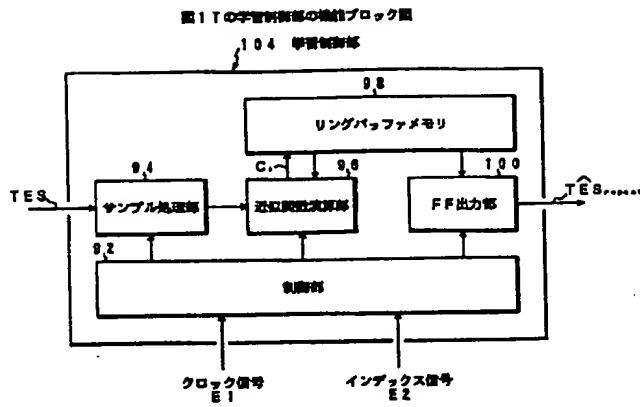 図17の学習制御部の機能ブロック図
104 学習制御部
98
リングバッファメモリ
94
C,
96
100
TES
サンプル処理部
近似関数演算部
FF出力部
TES repeat
92
制御部
クロック信号
E1
インデックス信号
E2